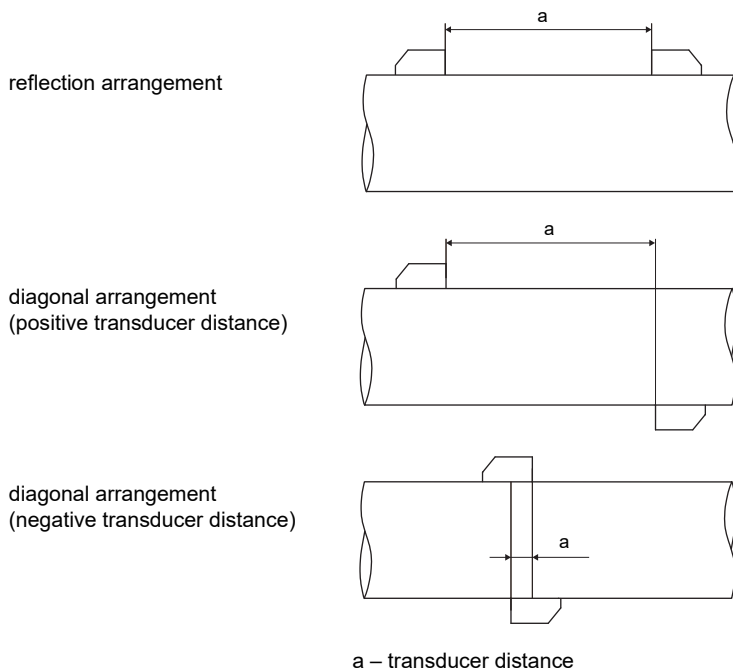 a
reflection arrangement
a
diagonal arrangement
(positive transducer distance)
diagonal arrangement
(negative transducer distance)
a
a – transducer distance